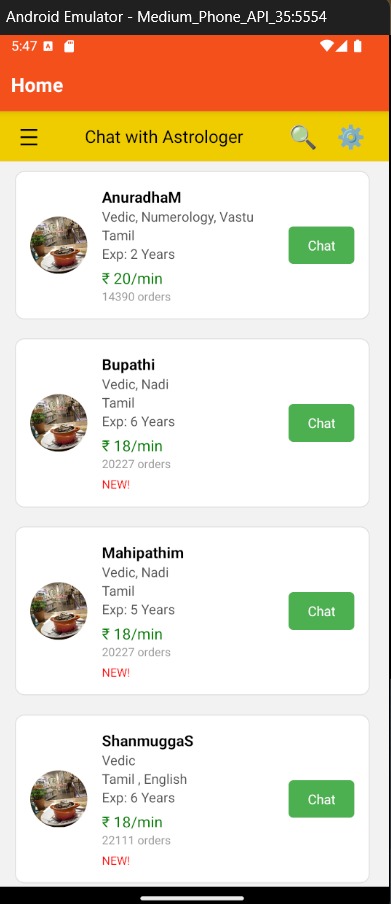 Android Emulator - Medium_Phone_API_35:5554
5:47
Home
Chat with Astrologer
AnuradhaM
Vedic, Numerology, Vastu
Tamil
Exp: 2 Years
₹ 20/min
14390 orders
Chat
Bupathi
Vedic, Nadi
Tamil
Exp: 6 Years
₹ 18/min
20227 orders
NEW!
Chat
Mahipathim
Vedic, Nadi
Tamil
Exp: 5 Years
₹ 18/min
20227 orders
NEW!
Chat
ShanmuggaS
Vedic
Tamil , English
Exp: 6 Years
₹ 18/min
22111 orders
NEW!
Chat